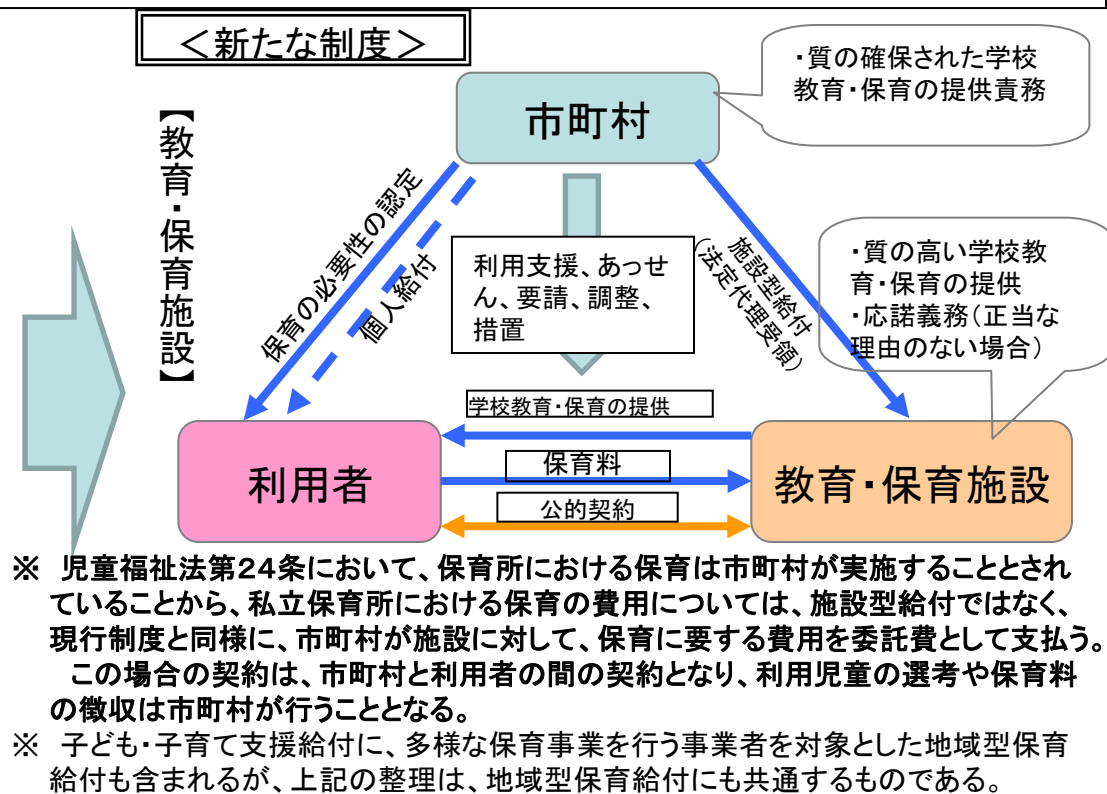 ＜新たな制度＞
【教育・保育施設】
市町村
・質の確保された学校
教育・保育の提供責務
保育の必要性の認定
個人給付
利用支援、あっせ
ん、要請、調整、
措置
施設型給付
（法定代理受領）
・質の高い学校教
育・保育の提供
・応諾義務（正当な
理由のない場合）
学校教育・保育の提供
利用者
保育料
公的契約
教育・保育施設
※　児童福祉法第２４条において、保育所における保育は市町村が実施することとされ
ていることから、私立保育所における保育の費用については、施設型給付ではなく、
現行制度と同様に、市町村が施設に対して、保育に要する費用を委託費として支払う。
この場合の契約は、市町村と利用者の間の契約となり、利用児童の選考や保育料
の徴収は市町村が行うこととなる。
※　子ども・子育て支援給付に、多様な保育事業を行う事業者を対象とした地域型保育
給付も含まれるが、上記の整理は、地域型保育給付にも共通するものである。